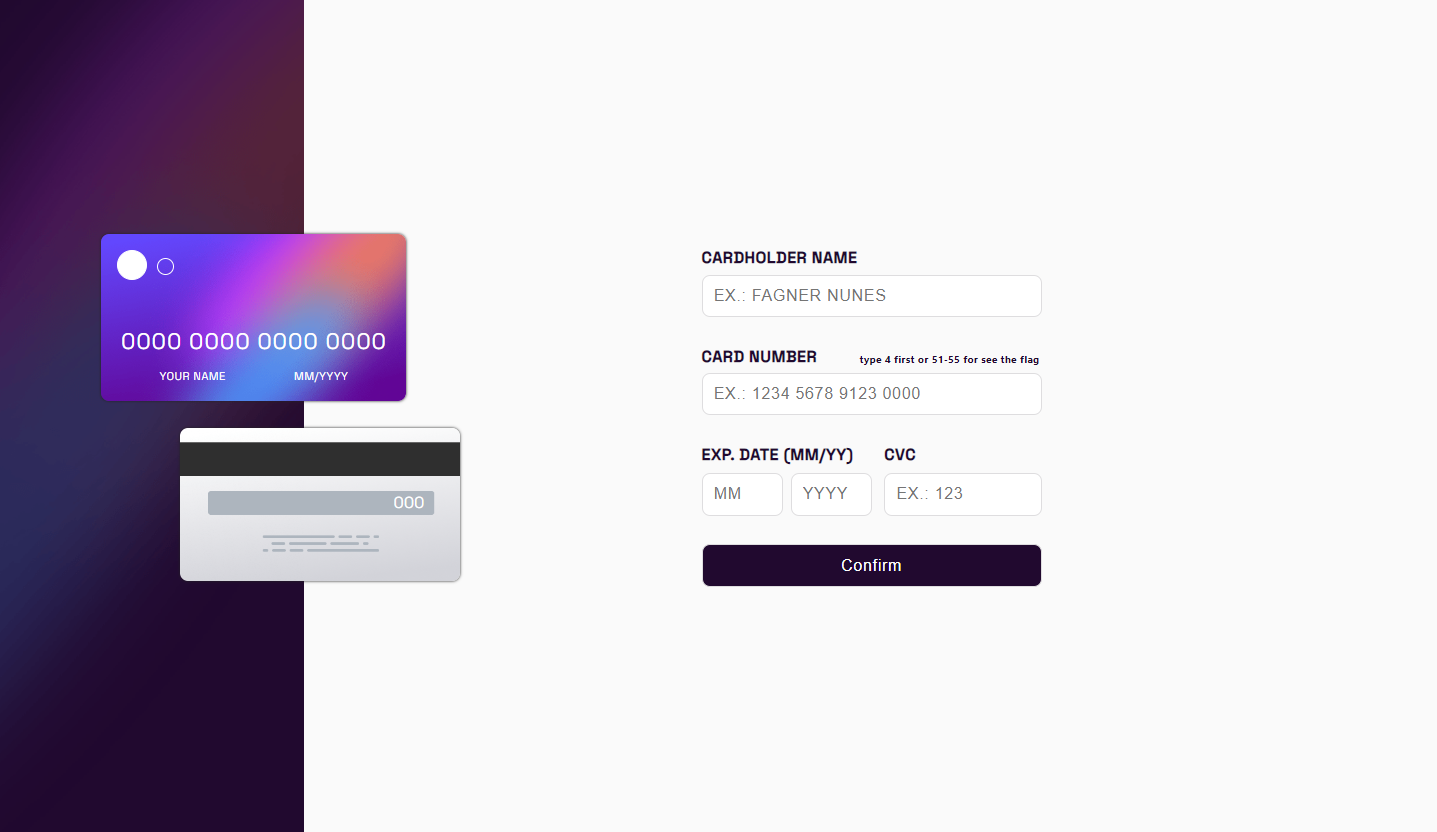 0000 0000 0000 0000
YOUR NAME MM/YYYY
000
CARDHOLDER NAME
EX.: FAGNER NUNES
CARD NUMBER type 4 first or 51-55 for see the flag
EX.: 1234 5678 9123 0000
EXP. DATE (MM/YY) CVC
MM YYYY EX.: 123
Confirm